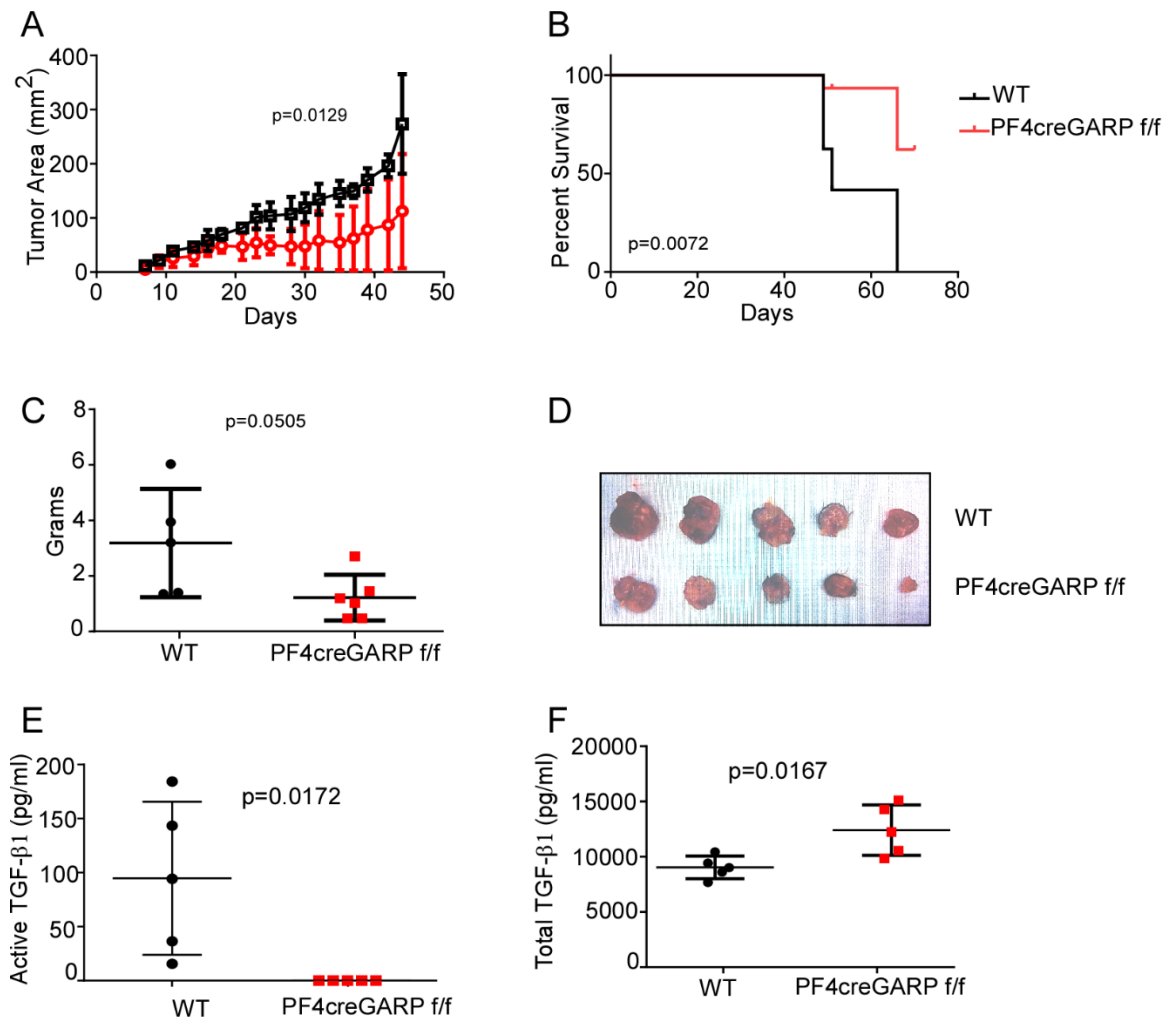 A
Tumor Area (mm²)
400
300
200
100
0
p=0.0129
0 10 20 30 40 50
Days
B
Percent Survival
100
50
0
p=0.0072
0 20 40 60 80
Days
WT
PF4creGARP f/f
C
Grams
8
6
4
2
0
p=0.0505
WT PF4creGARP f/f
D
WT
PF4creGARP f/f
E
Active TGF-β1 (pg/ml)
200
150
100
50
0
p=0.0172
WT PF4creGARP f/f
F
Total TGF-β1 (pg/ml)
20000
15000
10000
5000
0
p=0.0167
WT PF4creGARP f/f